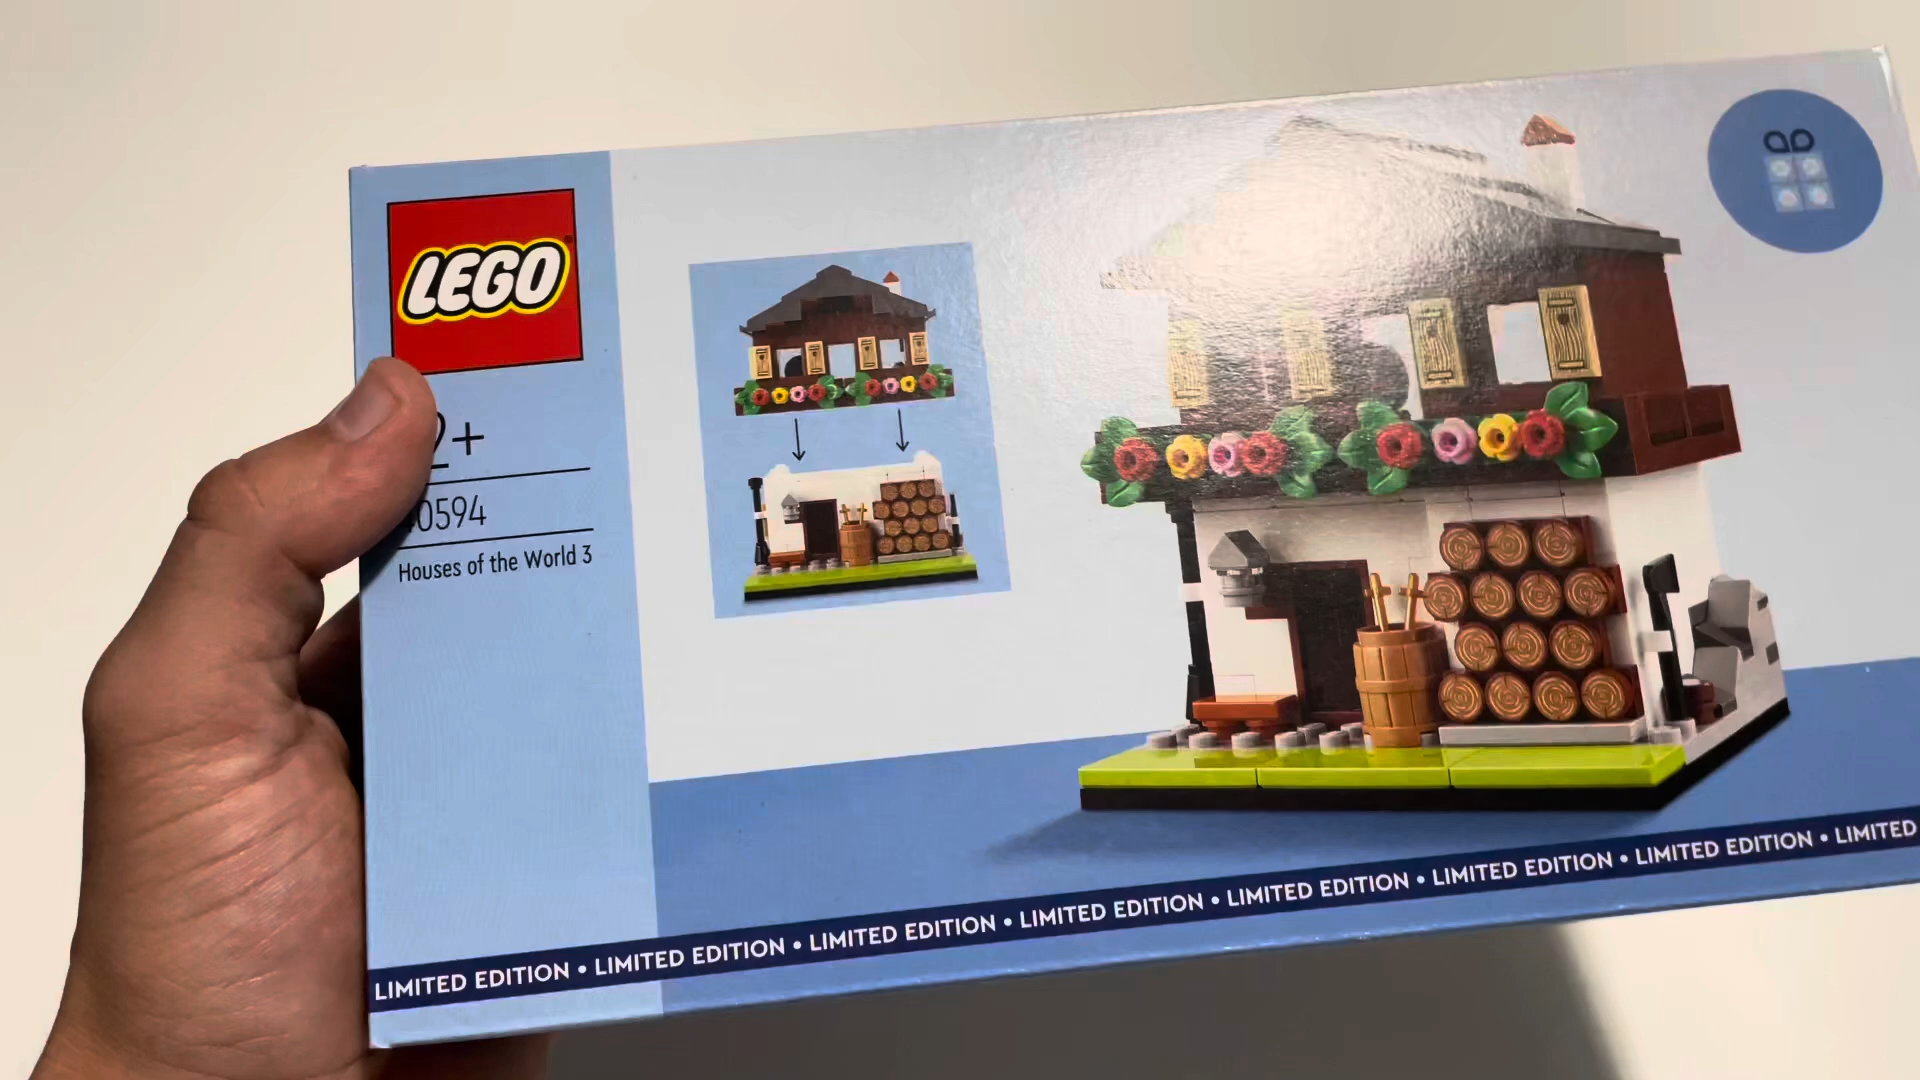 LEGO
2+
0594
Houses of the World 3
LIMITED EDITION • LIMITED EDITION • LIMITED EDITION • LIMITED EDITION • LIMITED EDITION • LIMITED EDITION • LIMITED EDITION • LIMITED